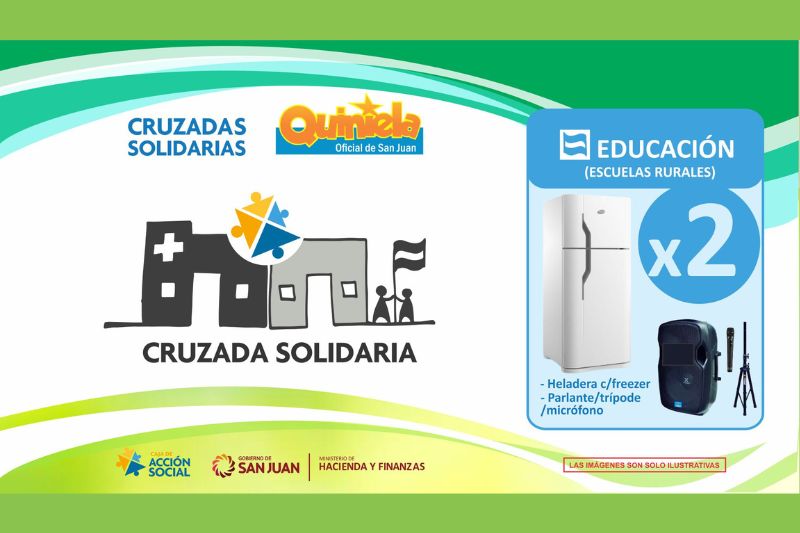 CRUZADAS
SOLIDARIAS
Quiniela
Oficial de San Juan
EDUCACIÓN
(ESCUELAS RURALES)
x2
- Heladera c/freezer
- Parlante/trípode
/micrófono
CRUZADA SOLIDARIA
CAJA DE
ACCIÓN
SOCIAL
GOBIERNO DE
SAN JUAN
MINISTERIO DE
HACIENDA Y FINANZAS
LAS IMÁGENES SON SOLO ILUSTRATIVAS